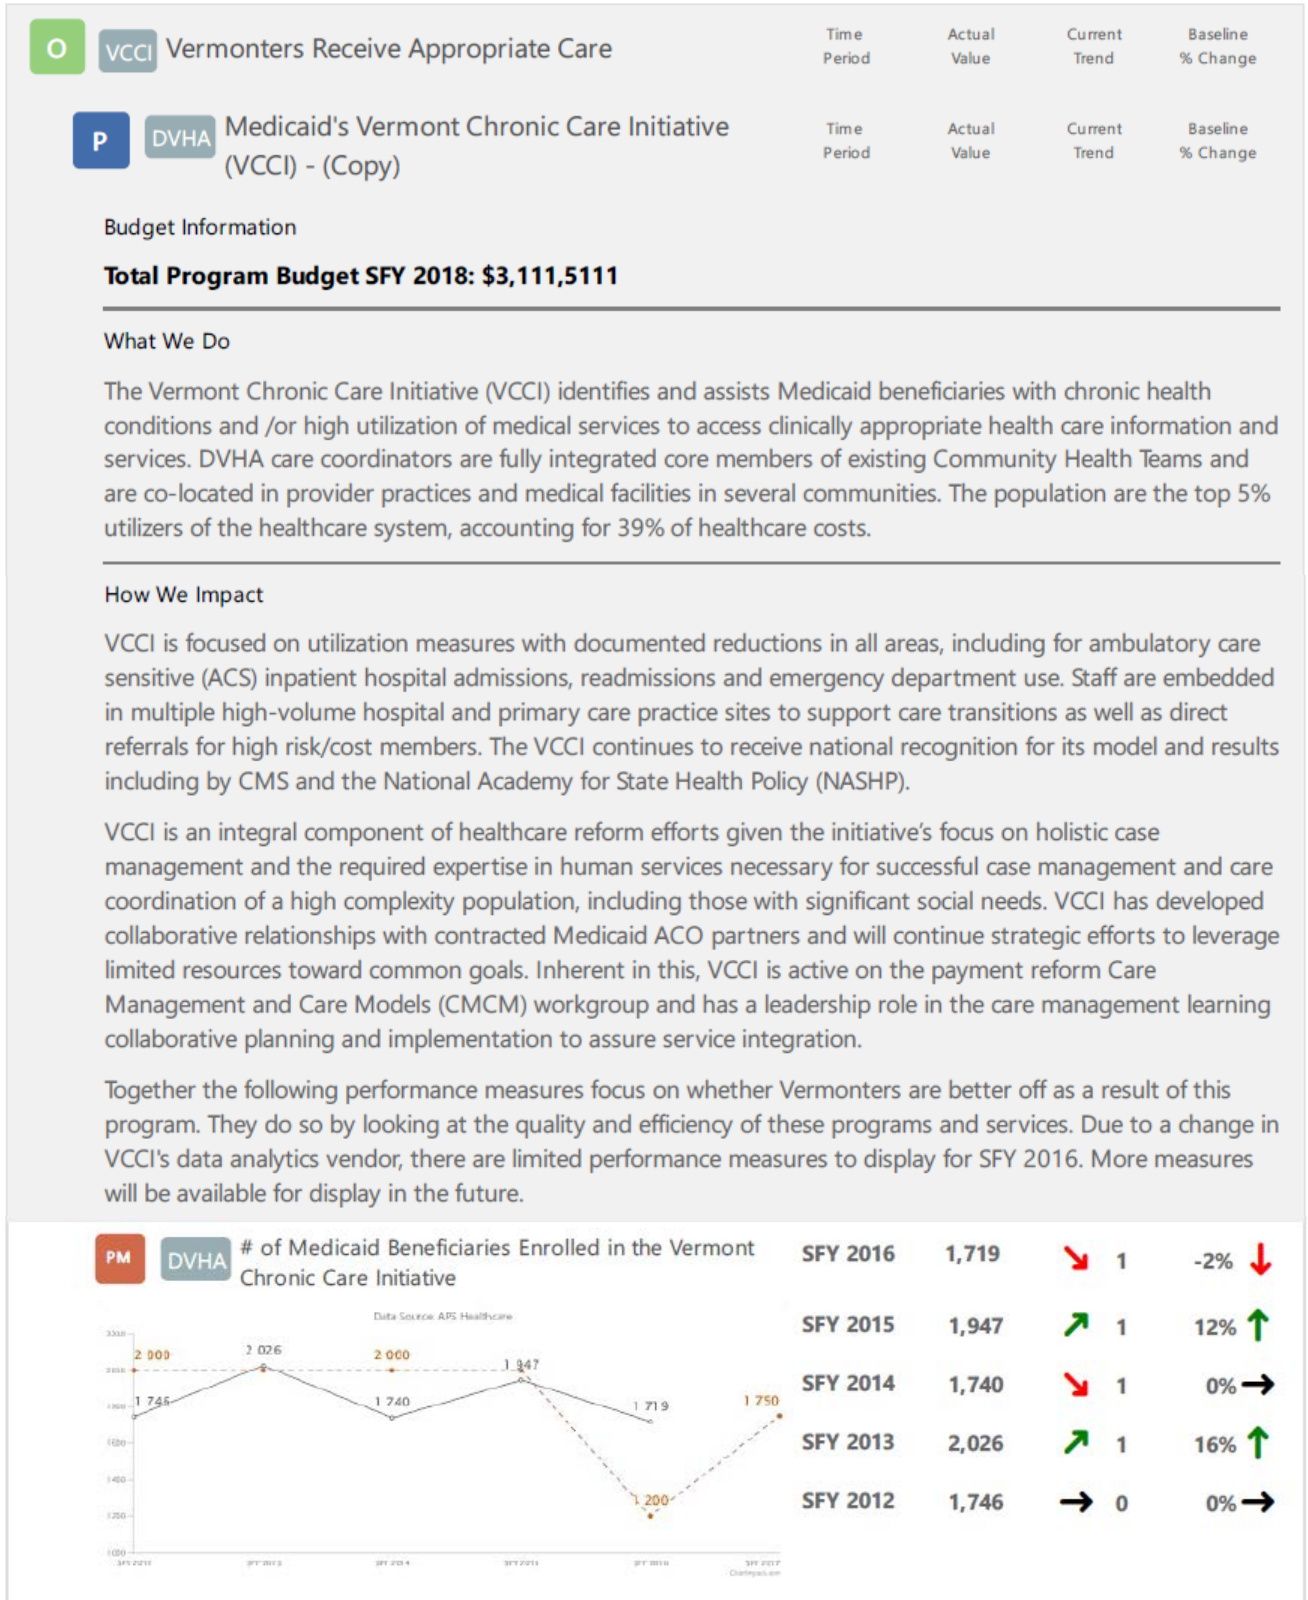 O VCCI Vermonters Receive Appropriate Care Time Period Actual Value Current Trend Baseline % Change
P DVHA Medicaid's Vermont Chronic Care Initiative Time Period Actual Value Current Trend Baseline % Change
(VCCI) - (Copy)
Budget Information
Total Program Budget SFY 2018: $3,111,5111
What We Do
The Vermont Chronic Care Initiative (VCCI) identifies and assists Medicaid beneficiaries with chronic health
conditions and /or high utilization of medical services to access clinically appropriate health care information and
services. DVHA care coordinators are fully integrated core members of existing Community Health Teams and
are co-located in provider practices and medical facilities in several communities. The population are the top 5%
utilizers of the healthcare system, accounting for 39% of healthcare costs.
How We Impact
VCCI is focused on utilization measures with documented reductions in all areas, including for ambulatory care
sensitive (ACS) inpatient hospital admissions, readmissions and emergency department use. Staff are embedded
in multiple high-volume hospital and primary care practice sites to support care transitions as well as direct
referrals for high risk/cost members. The VCCI continues to receive national recognition for its model and results
including by CMS and the National Academy for State Health Policy (NASHP).
VCCI is an integral component of healthcare reform efforts given the initiative's focus on holistic case
management and the required expertise in human services necessary for successful case management and care
coordination of a high complexity population, including those with significant social needs. VCCI has developed
collaborative relationships with contracted Medicaid ACO partners and will continue strategic efforts to leverage
limited resources toward common goals. Inherent in this, VCCI is active on the payment reform Care
Management and Care Models (CMCM) workgroup and has a leadership role in the care management learning
collaborative planning and implementation to assure service integration.
Together the following performance measures focus on whether Vermonters are better off as a result of this
program. They do so by looking at the quality and efficiency of these programs and services. Due to a change in
VCCI's data analytics vendor, there are limited performance measures to display for SFY 2016. More measures
will be available for display in the future.
PM DVHA # of Medicaid Beneficiaries Enrolled in the Vermont
Chronic Care Initiative
Data Source: APS Healthcare
2 000 2 026 2 000 1 947
1 746 1 740 1 719 1 750
1 200
1600
1400
1200
1000
SFY 2012 SFY 2013 SFY 2014 SFY 2015 SFY 2016 SFY 2017
SFY 2016 1,719 1 -2%
SFY 2015 1,947 1 12%
SFY 2014 1,740 1 0%
SFY 2013 2,026 1 16%
SFY 2012 1,746 0 0%